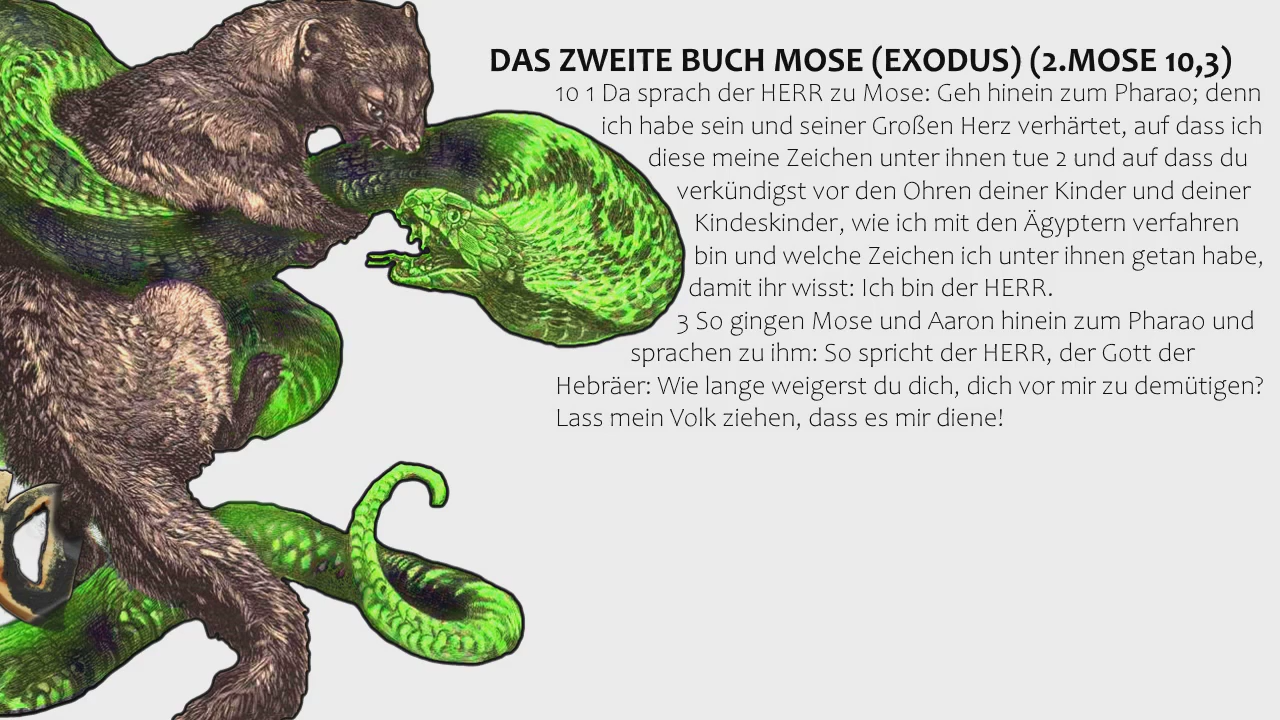 DAS ZWEITE BUCH MOSE (EXODUS) (2.MOSE 10,3)
10 1 Da sprach der HERR zu Mose: Geh hinein zum Pharao; denn
ich habe sein und seiner Großen Herz verhärtet, auf dass ich
diese meine Zeichen unter ihnen tue 2 und auf dass du
verkündigst vor den Ohren deiner Kinder und deiner
Kindeskinder, wie ich mit den Ägyptern verfahren
bin und welche Zeichen ich unter ihnen getan habe,
damit ihr wisst: Ich bin der HERR.
3 So gingen Mose und Aaron hinein zum Pharao und
sprachen zu ihm: So spricht der HERR, der Gott der
Hebräer: Wie lange weigerst du dich, dich vor mir zu demütigen?
Lass mein Volk ziehen, dass es mir diene!